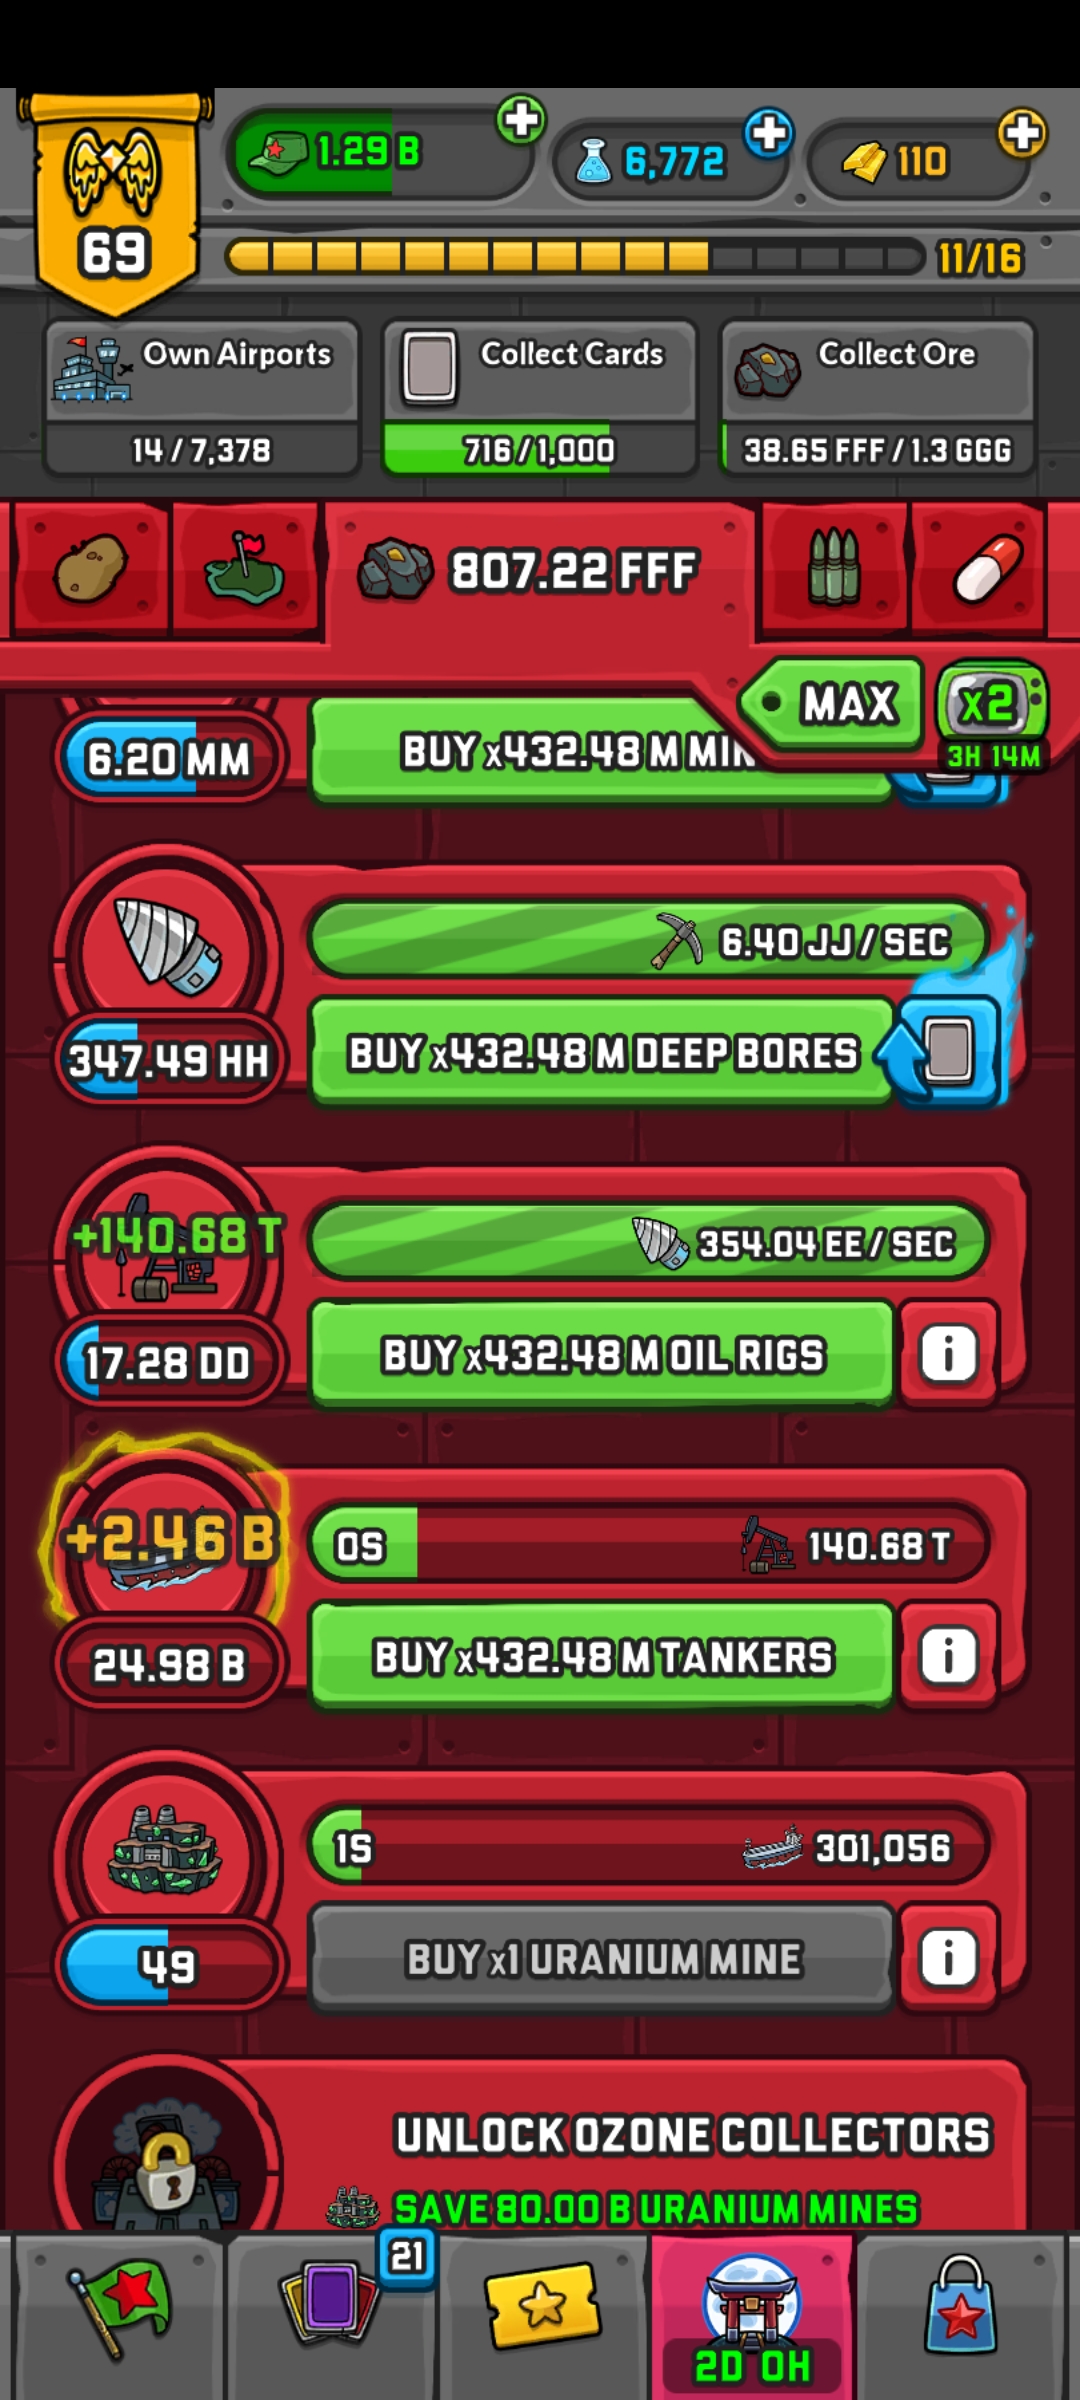 69
1.29 B
6,772
110
11/16
Own Airports
14 / 7,378
Collect Cards
716 / 1,000
Collect Ore
38.65 FFF / 1.3 GGG
807.22 FFF
MAX
x2
3H 14M
6.20 MM
BUY x432.48 M MIN
6.40 JJ / SEC
347.49 HH
BUY x432.48 M DEEP BORES
+140.68 T
354.04 EE / SEC
17.28 DD
BUY x432.48 M OIL RIGS
i
+2.46 B
0S
140.68 T
24.98 B
BUY x432.48 M TANKERS
i
1S
301,056
49
BUY x1 URANIUM MINE
i
UNLOCK OZONE COLLECTORS
SAVE 80.00 B URANIUM MINES
21
2D 0H